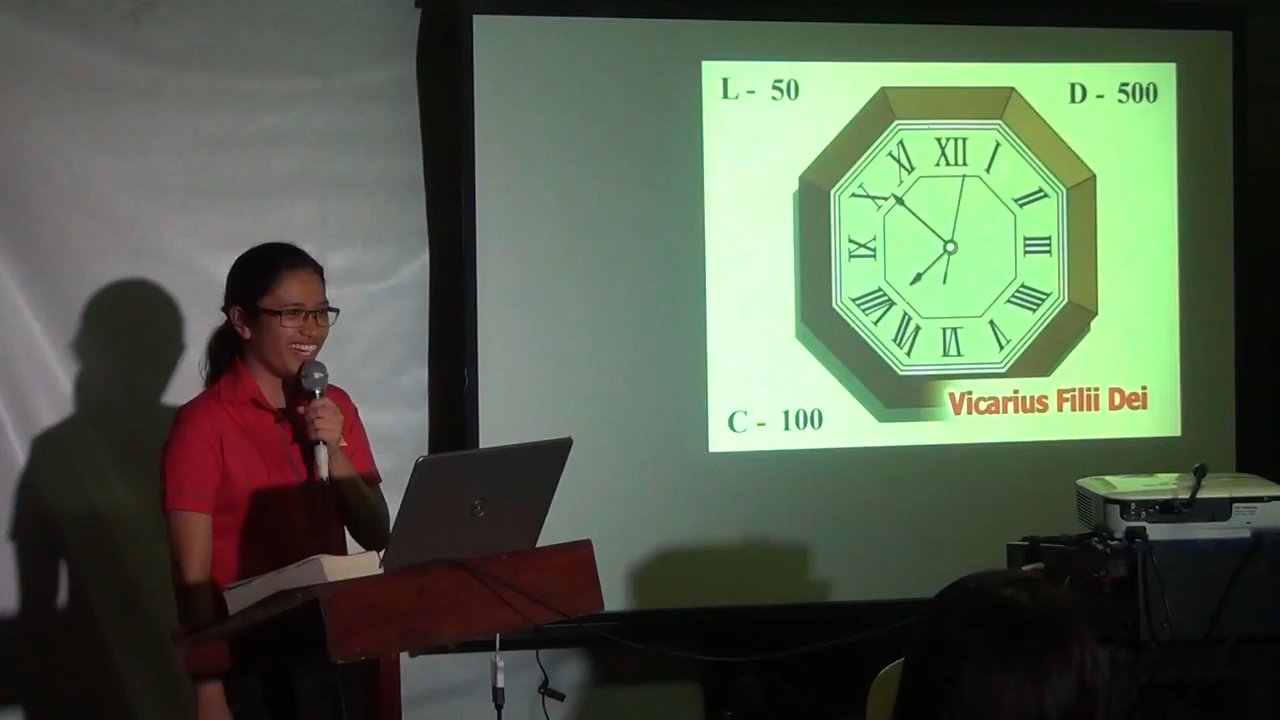 L - 50
D - 500
XII
I
II
III
IIII
V
VI
VII
VIII
IX
X
XI
Vicarius Filii Dei
C - 100